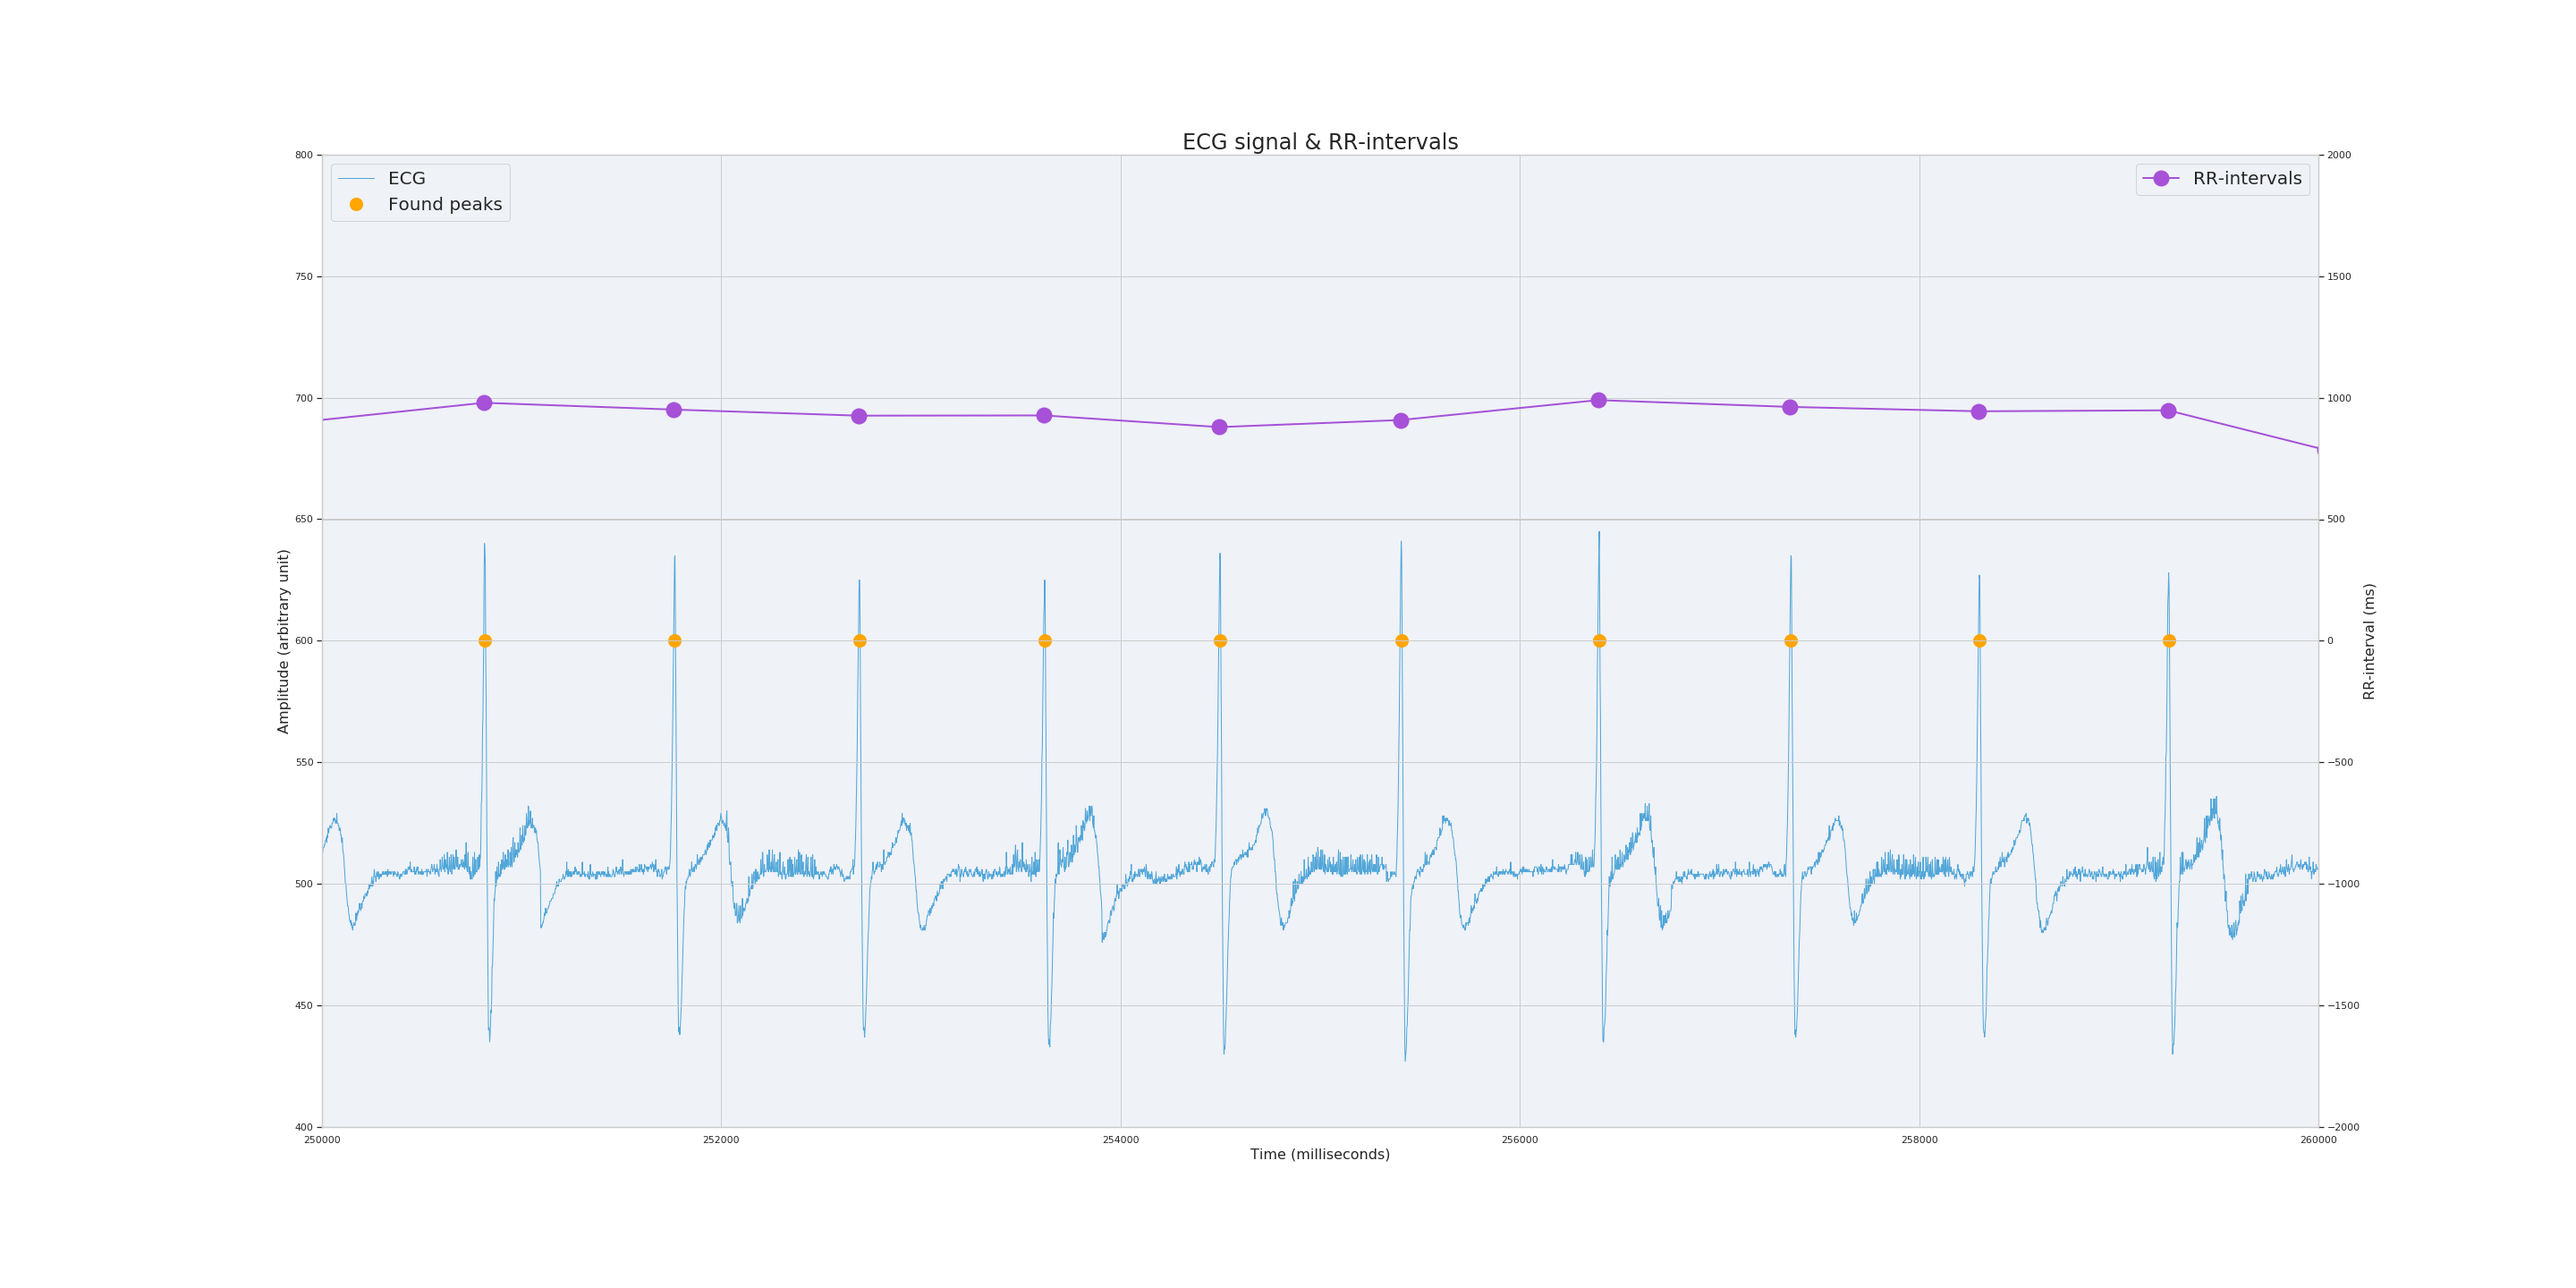 ECG signal & RR-intervals
ECG
Found peaks
RR-intervals
800
750
700
650
600
550
500
450
400
Amplitude (arbitrary unit)
2000
1500
1000
500
0
−500
−1000
−1500
−2000
RR-interval (ms)
250000 252000 254000 256000 258000 260000
Time (milliseconds)